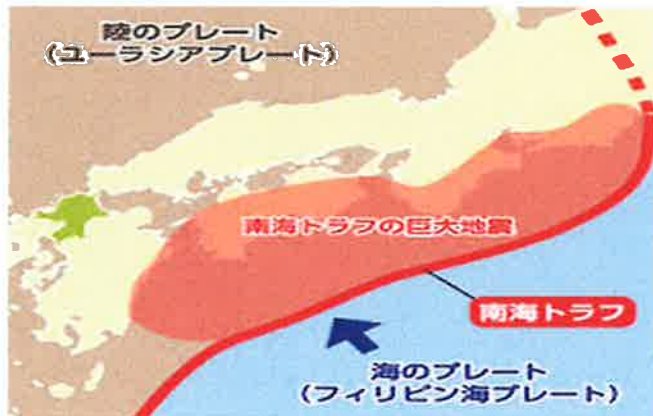 陸のプレート
(ユーラシアプレート)
南海トラフの巨大地震
南海トラフ
海のプレート
(フィリピン海プレート)